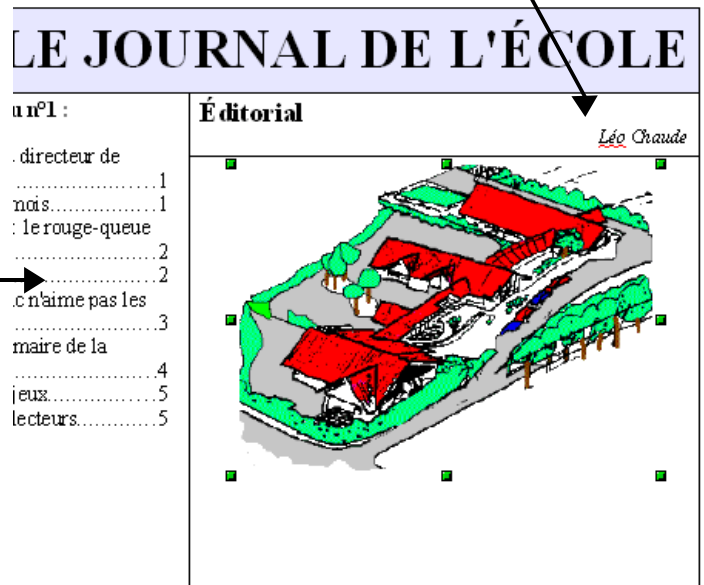 LE JOURNAL DE L'ÉCOLE
u n°1 :
directeur de
.....................1
mois................1
: le rouge-queue
.....................2
................2
c n'aime pas les
.....................3
maire de la
.....................4
jeux................5
lecteurs............5
Éditorial
Léo Chaude